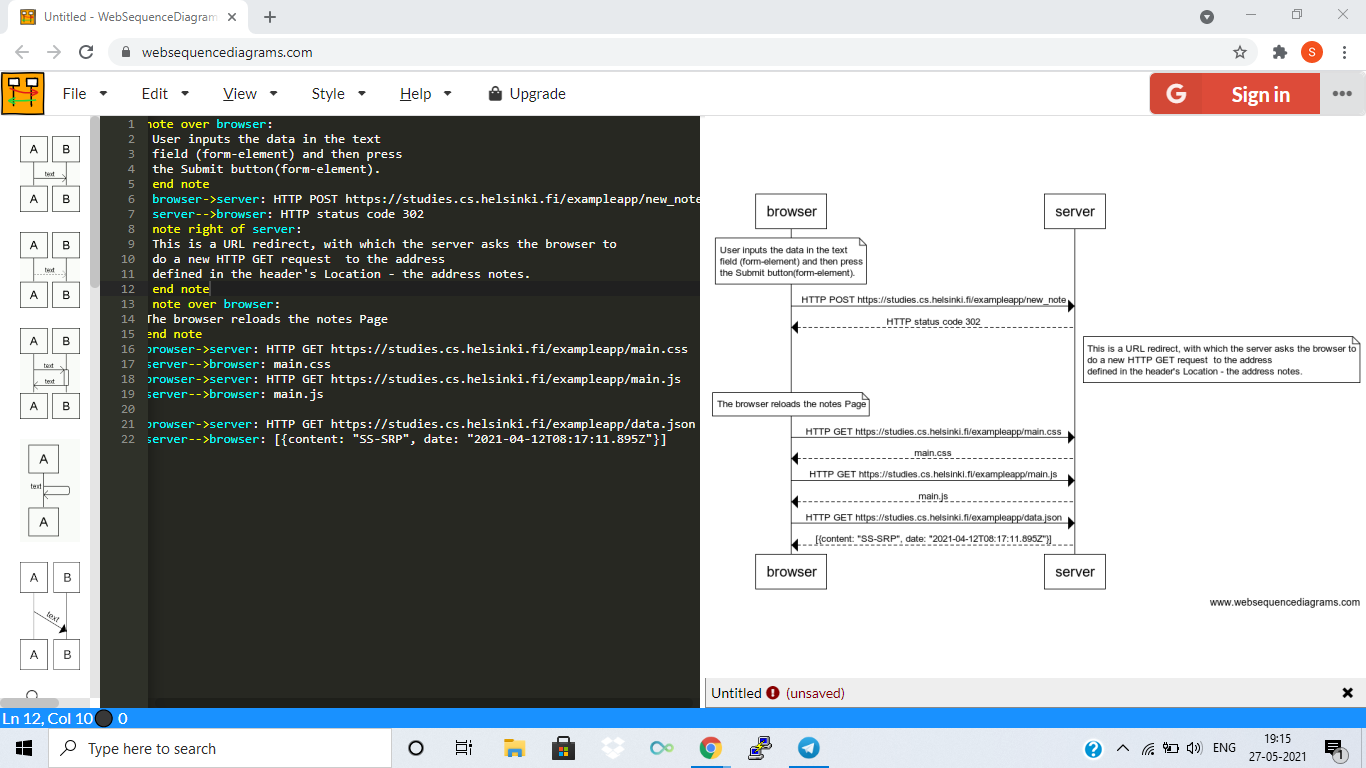 Untitled - WebSequenceDiagram
websequencediagrams.com
S
File Edit View Style Help Upgrade
G Sign in
A B
text
A B
A B
text
A B
A B
text
text
A B
A
text
A
A B
text
A B
1 note over browser:
2 User inputs the data in the text
3 field (form-element) and then press
4 the Submit button(form-element).
5 end note
6 browser->server: HTTP POST https://studies.cs.helsinki.fi/exampleapp/new_note
7 server-->browser: HTTP status code 302
8 note right of server:
9 This is a URL redirect, with which the server asks the browser to
10 do a new HTTP GET request  to the address
11 defined in the header's Location - the address notes.
12 end note
13 note over browser:
14 The browser reloads the notes Page
15 end note
16 browser->server: HTTP GET https://studies.cs.helsinki.fi/exampleapp/main.css
17 server-->browser: main.css
18 browser->server: HTTP GET https://studies.cs.helsinki.fi/exampleapp/main.js
19 server-->browser: main.js
20
21 browser->server: HTTP GET https://studies.cs.helsinki.fi/exampleapp/data.json
22 server-->browser: [{content: "SS-SRP", date: "2021-04-12T08:17:11.895Z"}]
browser server
User inputs the data in the text
field (form-element) and then press
the Submit button(form-element).
HTTP POST https://studies.cs.helsinki.fi/exampleapp/new_note
HTTP status code 302
This is a URL redirect, with which the server asks the browser to
do a new HTTP GET request  to the address
defined in the header's Location - the address notes.
The browser reloads the notes Page
HTTP GET https://studies.cs.helsinki.fi/exampleapp/main.css
main.css
HTTP GET https://studies.cs.helsinki.fi/exampleapp/main.js
main.js
HTTP GET https://studies.cs.helsinki.fi/exampleapp/data.json
[{content: "SS-SRP", date: "2021-04-12T08:17:11.895Z"}]
browser server
www.websequencediagrams.com
Untitled (unsaved)
Ln 12, Col 10 0
Type here to search
ENG
19:15
27-05-2021
1